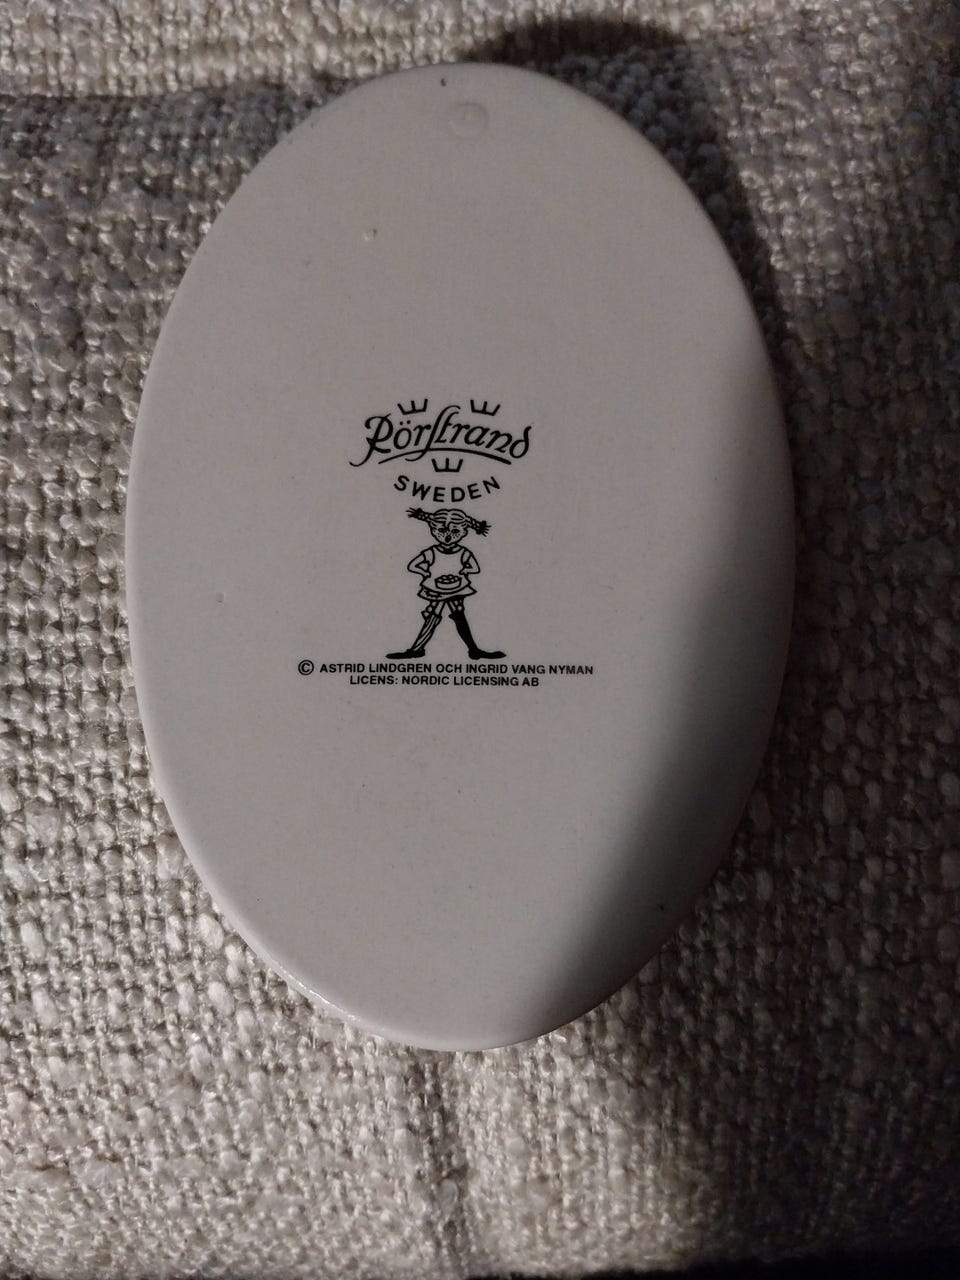 Rörstrand
SWEDEN
© ASTRID LINDGREN OCH INGRID VANG NYMAN
LICENS: NORDIC LICENSING AB